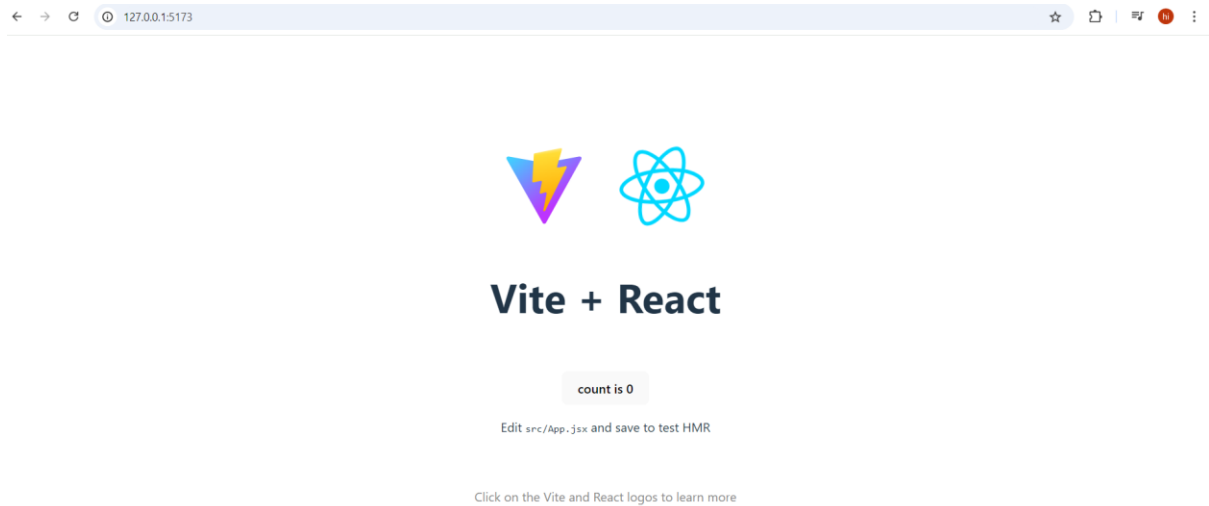 127.0.0.1:5173
hi
Vite + React
count is 0
Edit src/App.jsx and save to test HMR
Click on the Vite and React logos to learn more